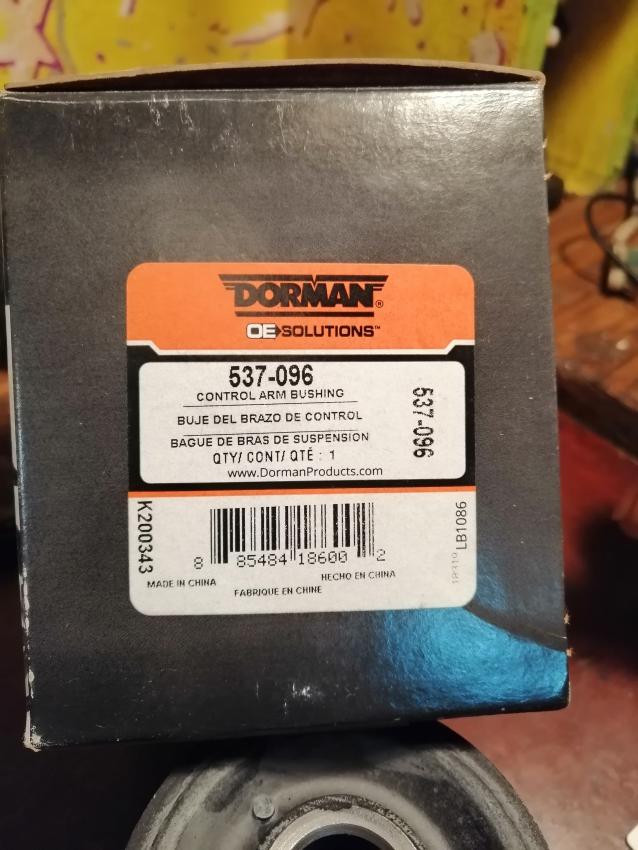 DORMAN®
OE SOLUTIONS™
537-096
CONTROL ARM BUSHING
BUJE DEL BRAZO DE CONTROL
BAGUE DE BRAS DE SUSPENSION
QTY/ CONT/ QTÉ : 1
www.DormanProducts.com
537-096
K200343
8 85484 18600 2
MADE IN CHINA
FABRIQUE EN CHINE
HECHO EN CHINA
LB1086